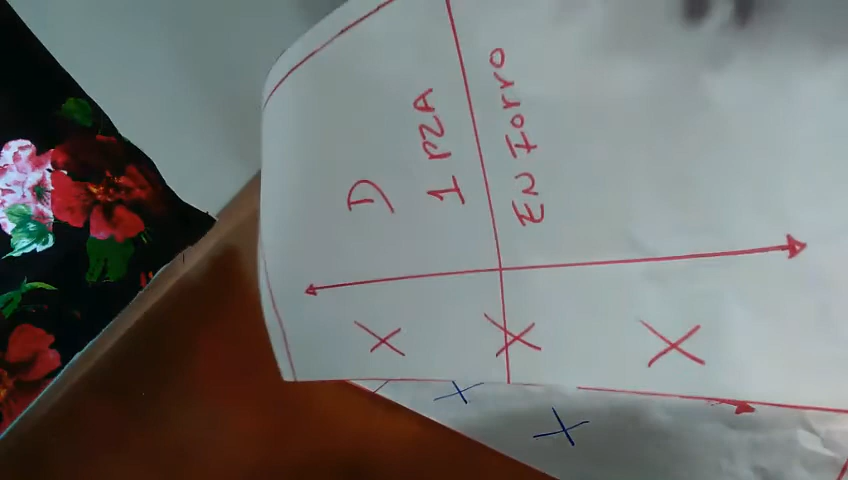 D
1 PZA
EN Forro
X X X
X X